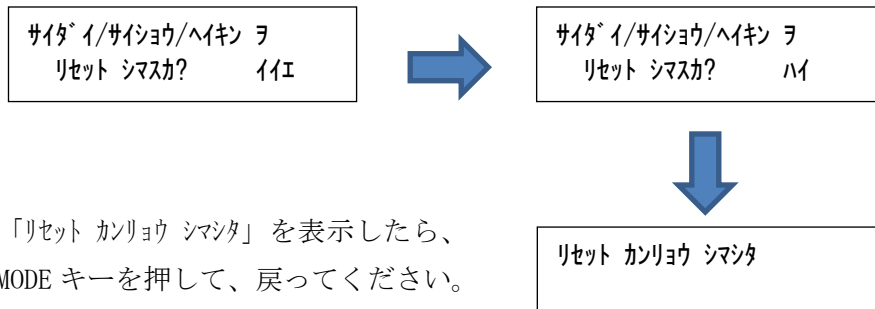 ｻｲﾀﾞｲ/ｻｲｼｮｳ/ﾍｲｷﾝ ｦ
ﾘｾｯﾄ ｼﾏｽｶ? ｲｲｴ
ｻｲﾀﾞｲ/ｻｲｼｮｳ/ﾍｲｷﾝ ｦ
ﾘｾｯﾄ ｼﾏｽｶ? ﾊｲ
「ﾘｾｯﾄ ｶﾝﾘｮｳ ｼﾏｼﾀ」を表示したら、
MODE キーを押して、戻ってください。
ﾘｾｯﾄ ｶﾝﾘｮｳ ｼﾏｼﾀ